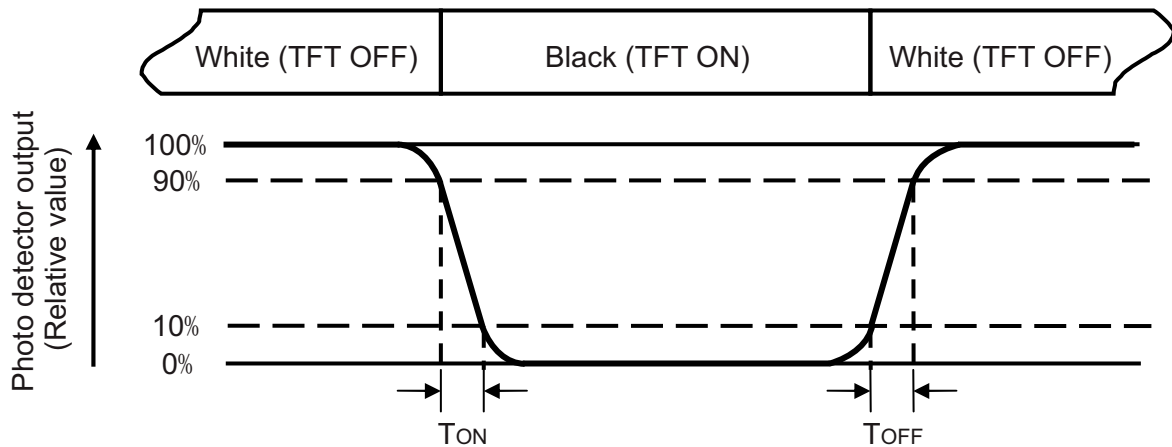 White (TFT OFF)
Black (TFT ON)
White (TFT OFF)
Photo detector output
(Relative value)
100%
90%
10%
0%
TON
TOFF